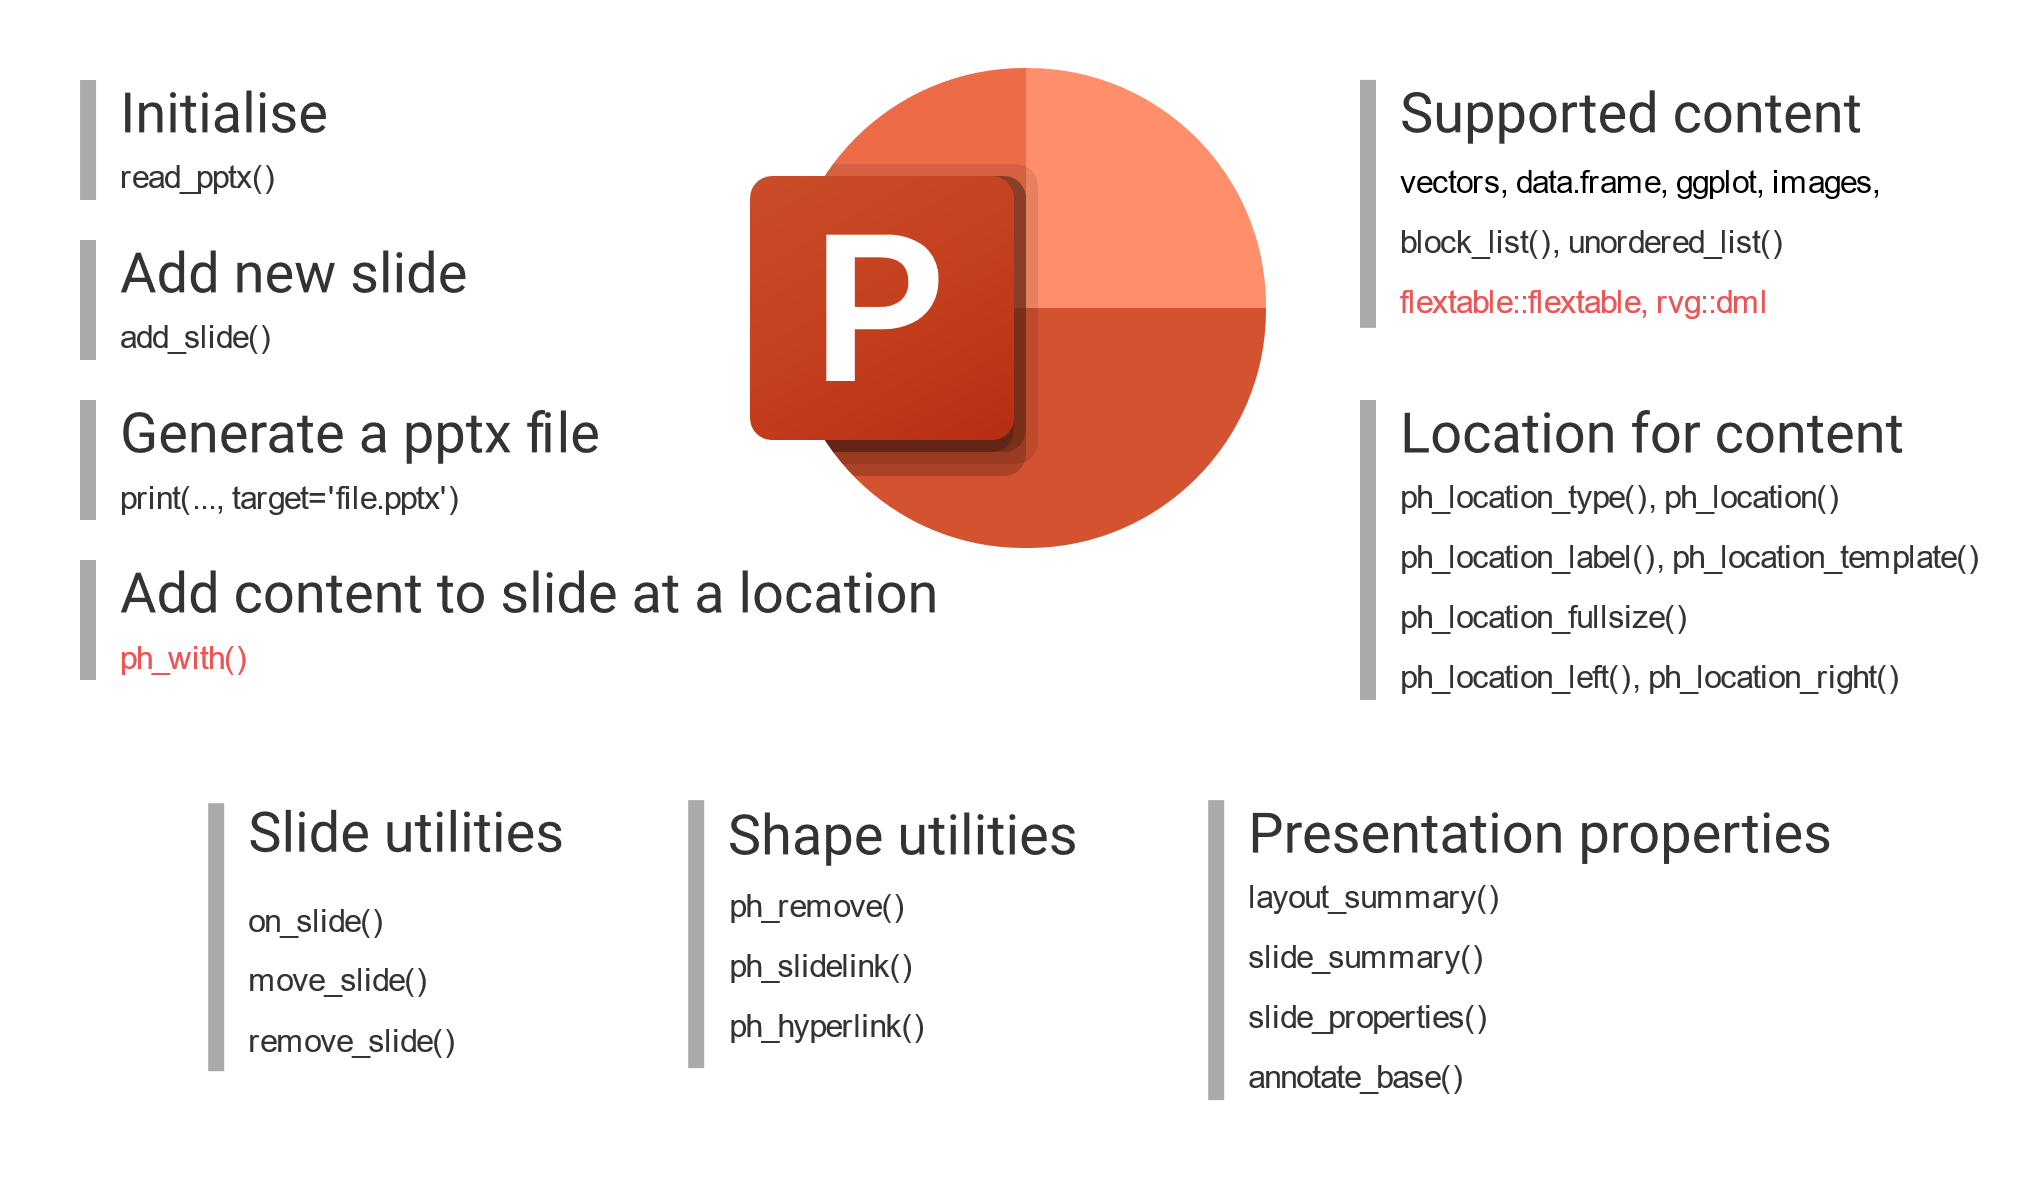 Initialise
read_pptx()
Add new slide
add_slide()
Generate a pptx file
print(..., target='file.pptx')
Add content to slide at a location
ph_with()
P
Supported content
vectors, data.frame, ggplot, images,
block_list(), unordered_list()
flextable::flextable, rvg::dml
Location for content
ph_location_type(), ph_location()
ph_location_label(), ph_location_template()
ph_location_fullsize()
ph_location_left(), ph_location_right()
Slide utilities
on_slide()
move_slide()
remove_slide()
Shape utilities
ph_remove()
ph_slidelink()
ph_hyperlink()
Presentation properties
layout_summary()
slide_summary()
slide_properties()
annotate_base()